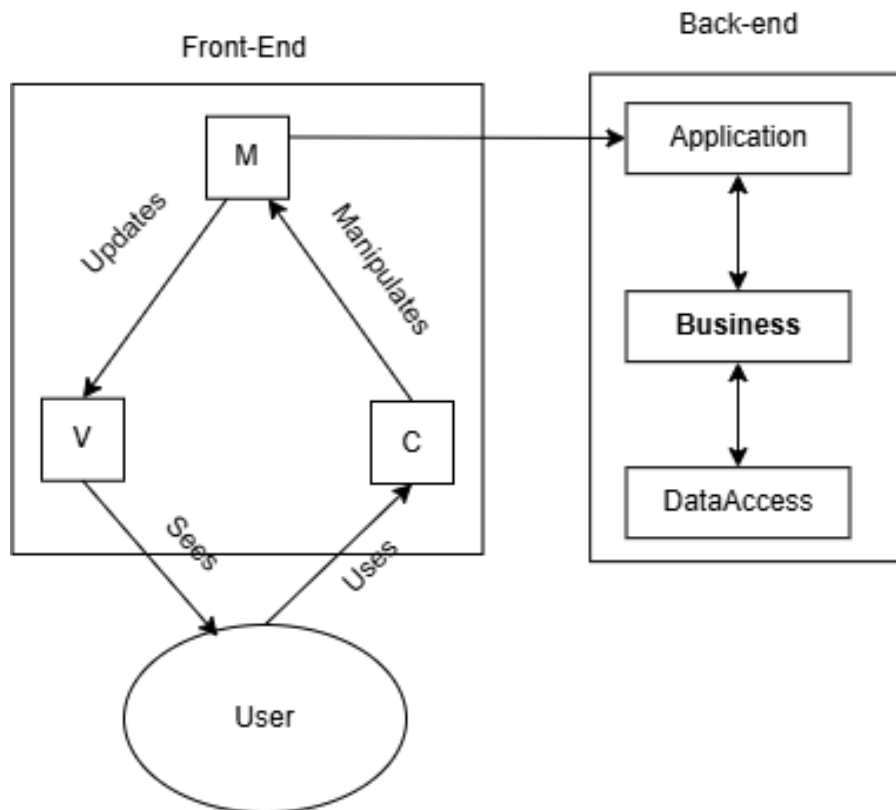 Front-End
Back-end
M
Application
Updates
Manipulates
Business
V
C
DataAccess
Sees
Uses
User